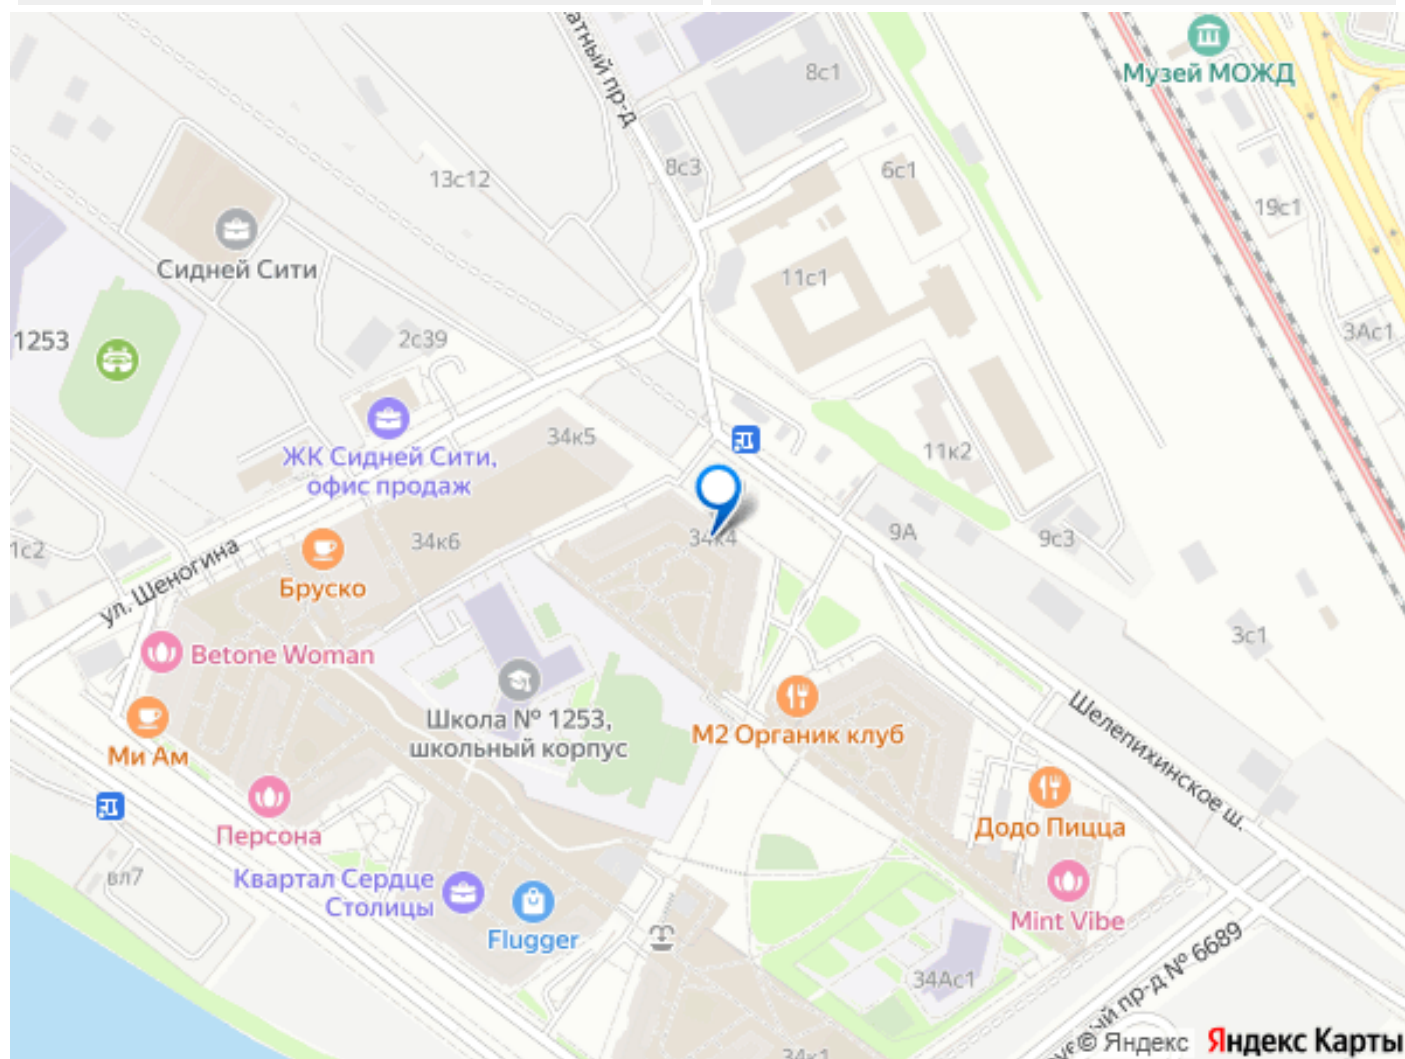 Музей МОЖД
8с1
8с3
6с1
13с12
19с1
Сидней Сити
11с1
1253
2с39
3Ас1
ЖК Сидней Сити,
офис продаж
34к5
11к2
34к6
34к4
9А
9с3
1с2
ул. Шеногина
Бруско
3с1
Betone Woman
Школа № 1253,
школьный корпус
М2 Органик клуб
Шелепихинское ш.
Ми Ам
Персона
Додо Пицца
вл7
Квартал Сердце
Столицы
Flugger
Mint Vibe
34Ас1
пр-д № 6689
34к1
© Яндекс Яндекс Карты